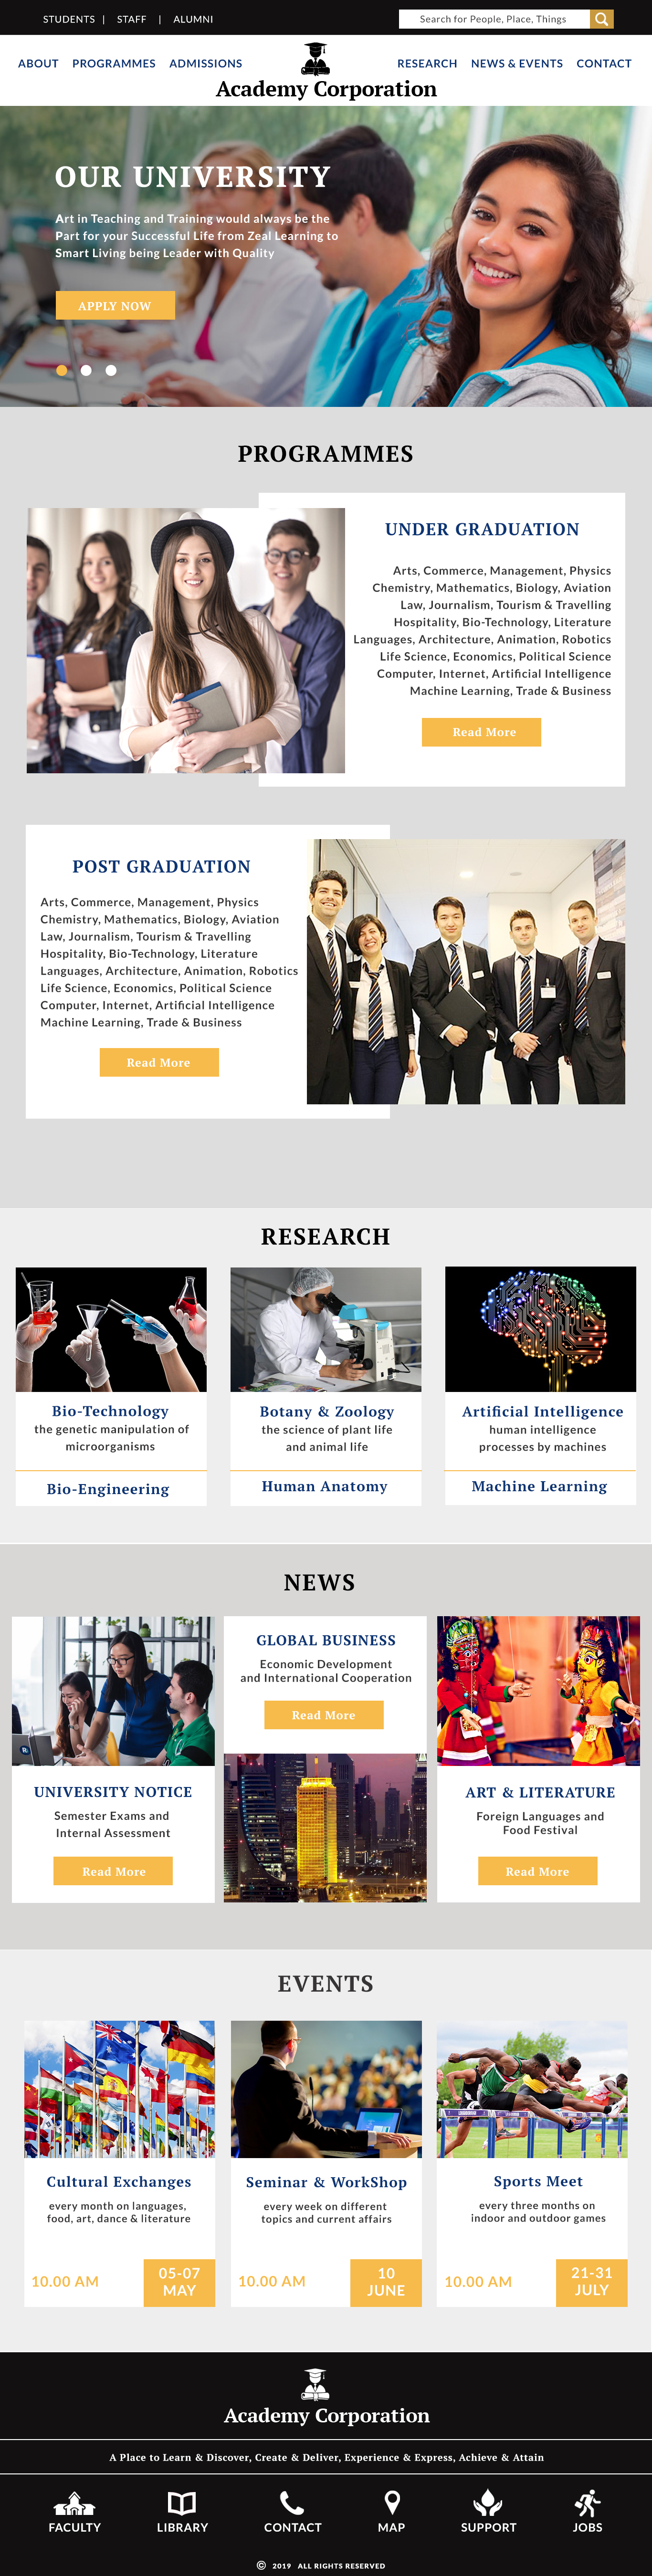 STUDENTS | STAFF | ALUMNI
Search for People, Place, Things
ABOUT PROGRAMMES ADMISSIONS
RESEARCH NEWS & EVENTS CONTACT
Academy Corporation
OUR UNIVERSITY
Art in Teaching and Training would always be the
Part for your Successful Life from Zeal Learning to
Smart Living being Leader with Quality
APPLY NOW
PROGRAMMES
UNDER GRADUATION
Arts, Commerce, Management, Physics
Chemistry, Mathematics, Biology, Aviation
Law, Journalism, Tourism & Travelling
Hospitality, Bio-Technology, Literature
Languages, Architecture, Animation, Robotics
Life Science, Economics, Political Science
Computer, Internet, Artificial Intelligence
Machine Learning, Trade & Business
Read More
POST GRADUATION
Arts, Commerce, Management, Physics
Chemistry, Mathematics, Biology, Aviation
Law, Journalism, Tourism & Travelling
Hospitality, Bio-Technology, Literature
Languages, Architecture, Animation, Robotics
Life Science, Economics, Political Science
Computer, Internet, Artificial Intelligence
Machine Learning, Trade & Business
Read More
RESEARCH
Bio-Technology
the genetic manipulation of
microorganisms
Bio-Engineering
Botany & Zoology
the science of plant life
and animal life
Human Anatomy
Artificial Intelligence
human intelligence
processes by machines
Machine Learning
NEWS
UNIVERSITY NOTICE
Semester Exams and
Internal Assessment
Read More
GLOBAL BUSINESS
Economic Development
and International Cooperation
Read More
ART & LITERATURE
Foreign Languages and
Food Festival
Read More
EVENTS
Cultural Exchanges
every month on languages,
food, art, dance & literature
10.00 AM
05-07
MAY
Seminar & WorkShop
every week on different
topics and current affairs
10.00 AM
10
JUNE
Sports Meet
every three months on
indoor and outdoor games
10.00 AM
21-31
JULY
Academy Corporation
A Place to Learn & Discover, Create & Deliver, Experience & Express, Achieve & Attain
FACULTY LIBRARY CONTACT MAP SUPPORT JOBS
© 2019 ALL RIGHTS RESERVED